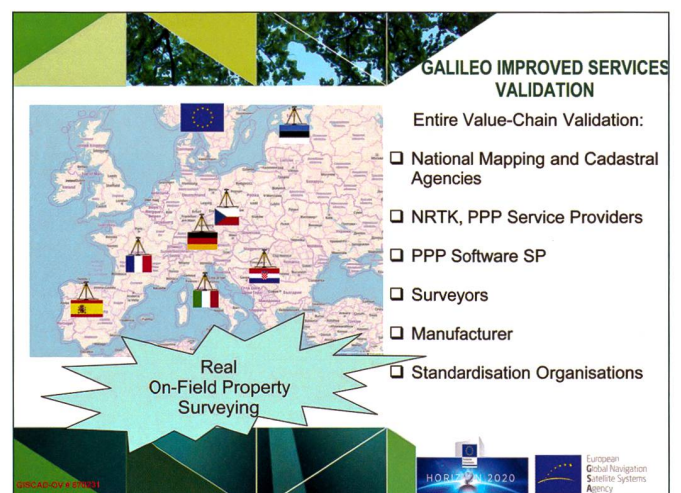 GALILEO IMPROVED SERVICES
VALIDATION
Entire Value-Chain Validation:
National Mapping and Cadastral
Agencies
NRTK, PPP Service Providers
PPP Software SP
Surveyors
Manufacturer
Standardisation Organisations
Real
On-Field Property
Surveying
HORIZON 2020
European
Global Navigation
Satellite Systems
Agency